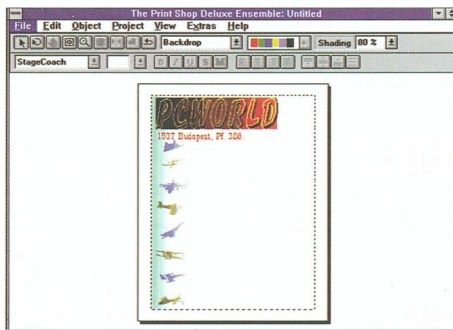 The Print Shop Deluxe Ensemble: Untitled
File Edit Object Project View Extras Help
Backdrop Shading 80 %
StageCoach B I U S
PCWORLD
1537 Budapest, Pf. 386.